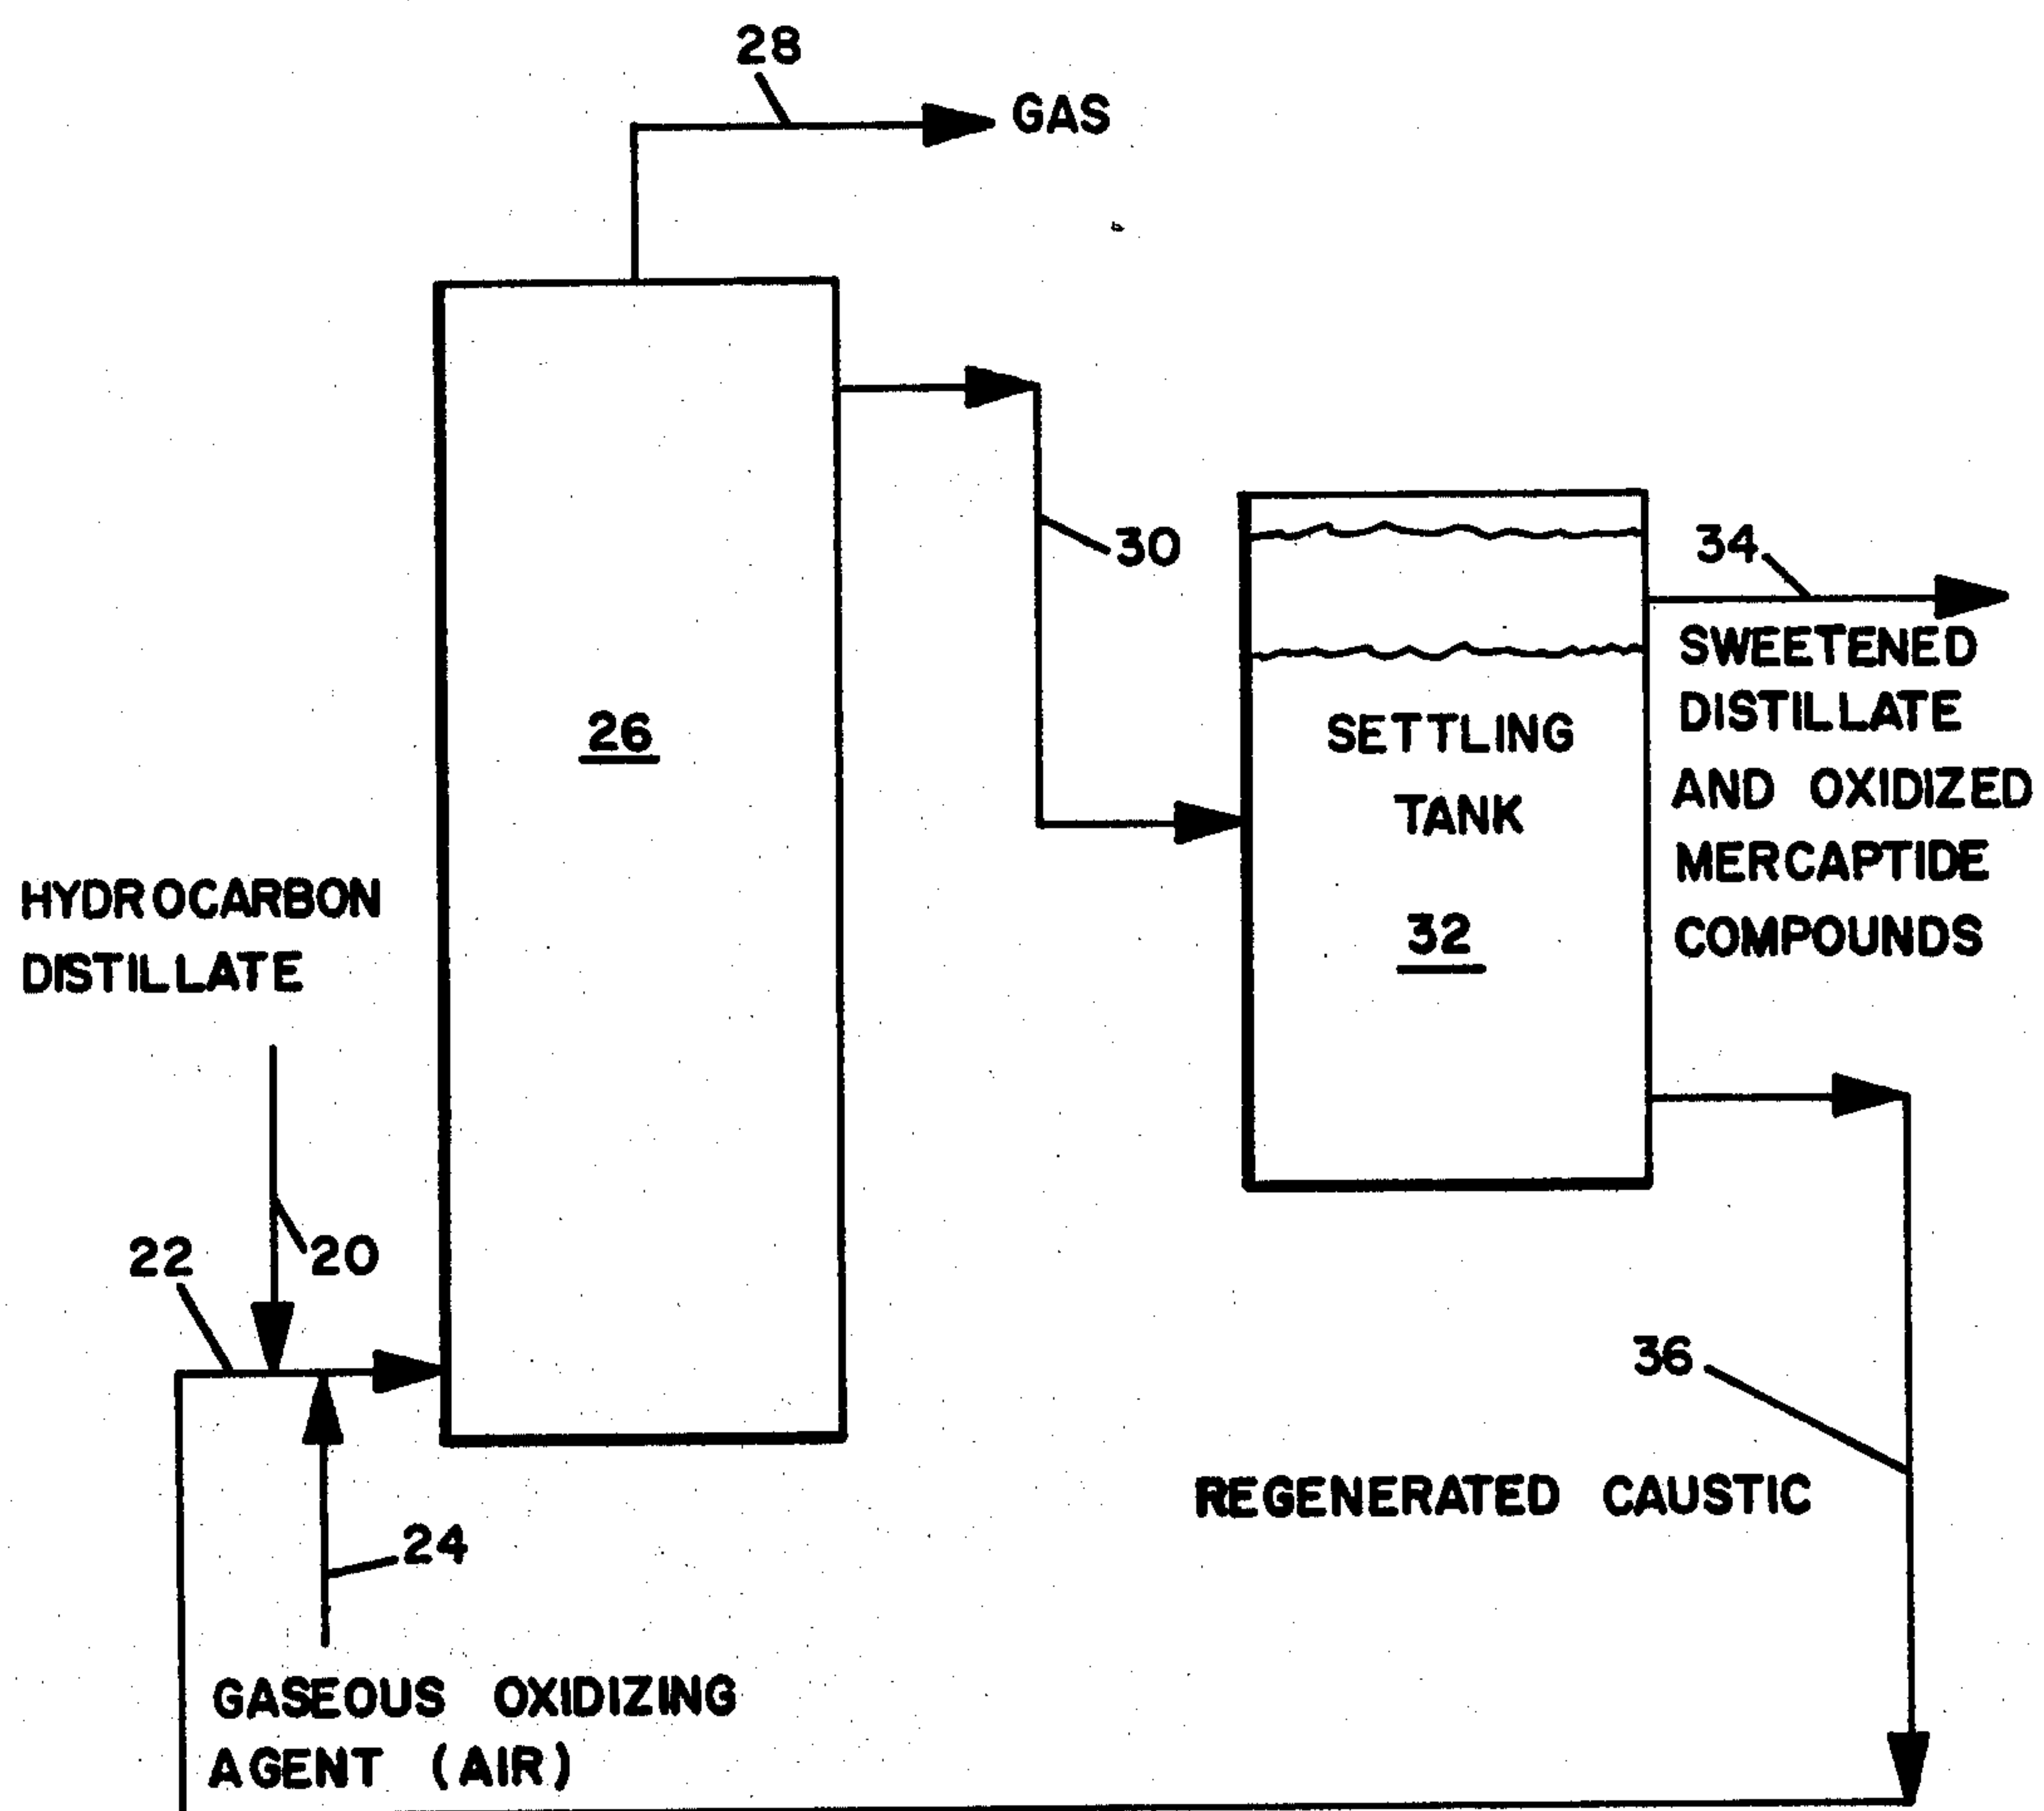 28
GAS
30
34
SWEETENED
DISTILLATE
AND OXIDIZED
MERCAPTIDE
COMPOUNDS
26
SETTLING
TANK
32
HYDROCARBON
DISTILLATE
22
20
36
REGENERATED CAUSTIC
24
GASEOUS OXIDIZING
AGENT (AIR)